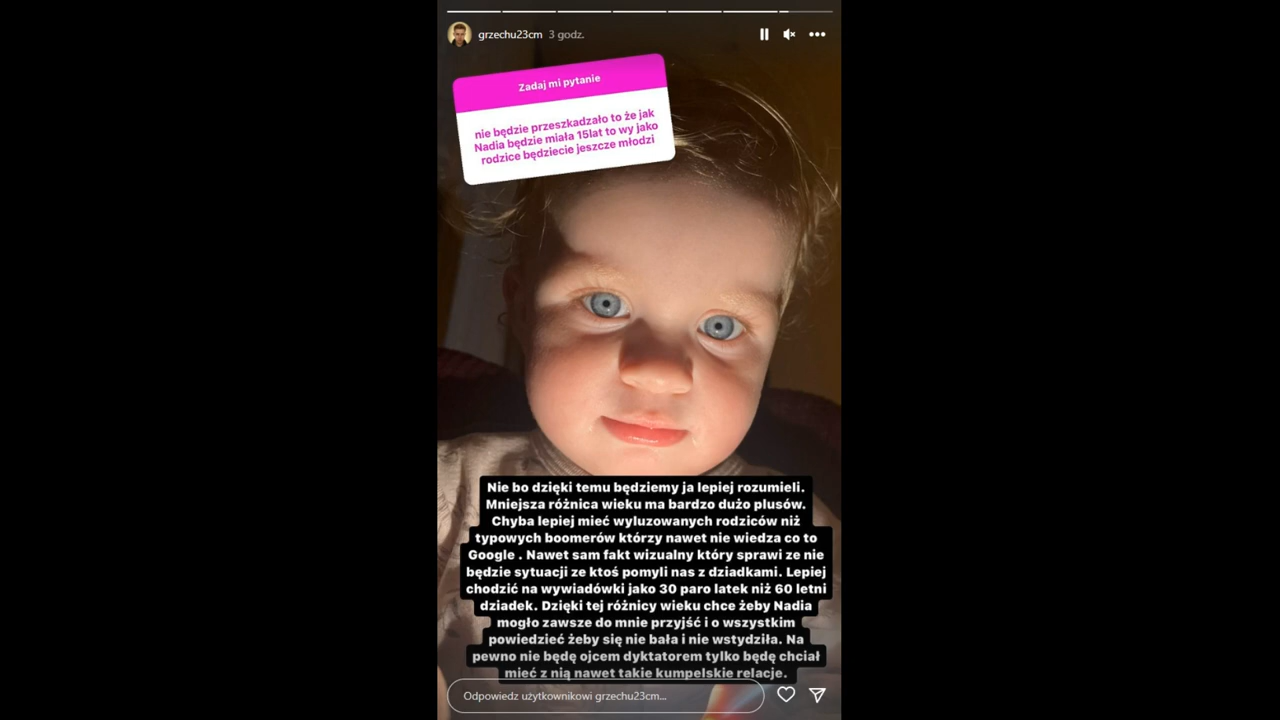 grzechu23cm 3 godz.
Zadaj mi pytanie
nie będzie przeszkadzało to że jak
Nadia będzie miała 15lat to wy jako
rodzice będziecie jeszcze młodzi
Nie bo dzięki temu będziemy ja lepiej rozumieli.
Mniejsza różnica wieku ma bardzo dużo plusów.
Chyba lepiej mieć wyluzowanych rodziców niż
typowych boomerów którzy nawet nie wiedza co to
Google . Nawet sam fakt wizualny który sprawi ze nie
będzie sytuacji ze ktoś pomyli nas z dziadkami. Lepiej
chodzić na wywiadówki jako 30 paro latek niż 60 letni
dziadek. Dzięki tej różnicy wieku chce żeby Nadia
mogło zawsze do mnie przyjść i o wszystkim
powiedzieć żeby się nie bała i nie wstydziła. Na
pewno nie będę ojcem dyktatorem tylko będę chciał
mieć z nią nawet takie kumpelskie relacje.
Odpowiedz użytkownikowi grzechu23cm...